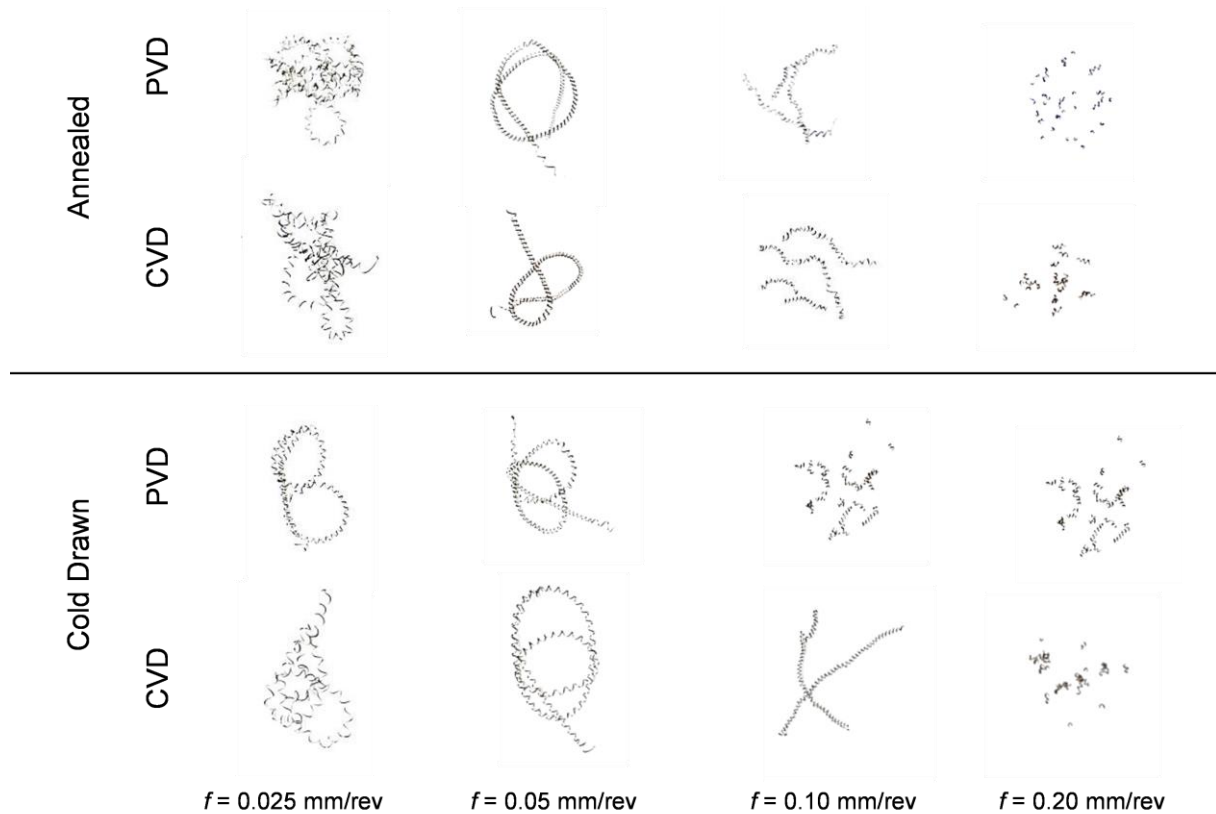 Annealed
PVD
CVD
Cold Drawn
PVD
CVD
f = 0.025 mm/rev
f = 0.05 mm/rev
f = 0.10 mm/rev
f = 0.20 mm/rev